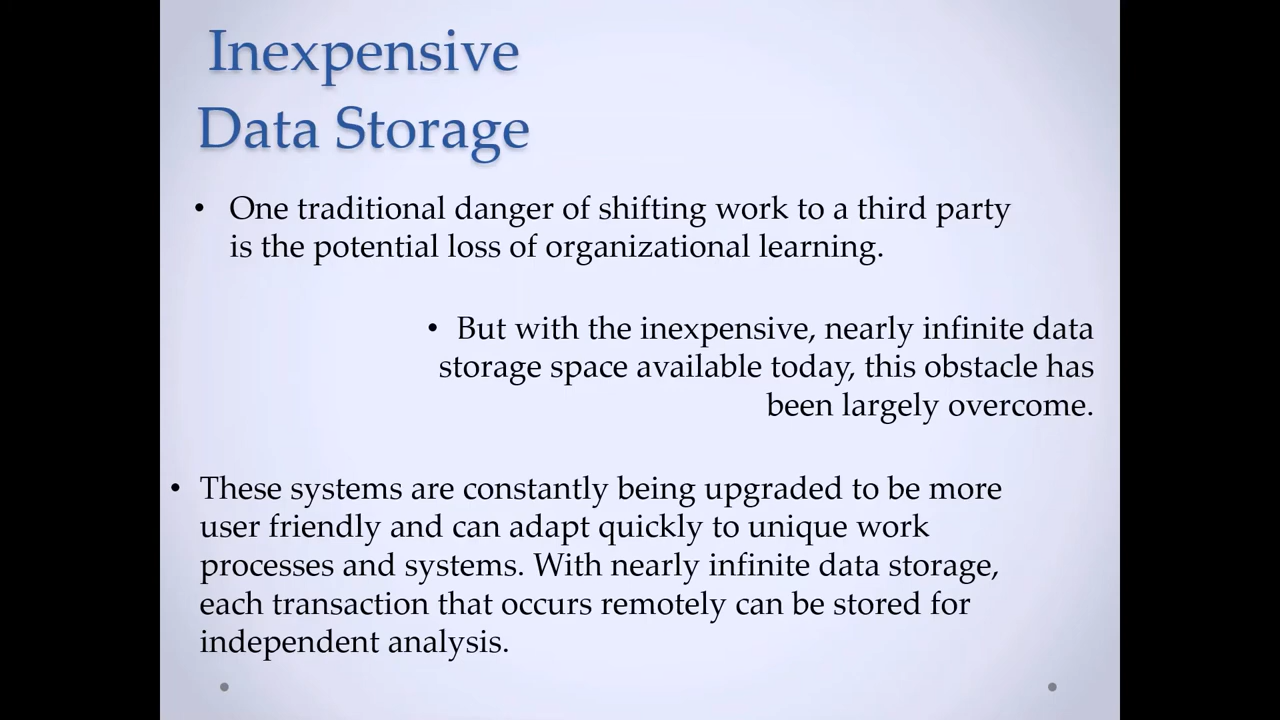 Inexpensive
Data Storage
• One traditional danger of shifting work to a third party
is the potential loss of organizational learning.
• But with the inexpensive, nearly infinite data
storage space available today, this obstacle has
been largely overcome.
• These systems are constantly being upgraded to be more
user friendly and can adapt quickly to unique work
processes and systems. With nearly infinite data storage,
each transaction that occurs remotely can be stored for
independent analysis.